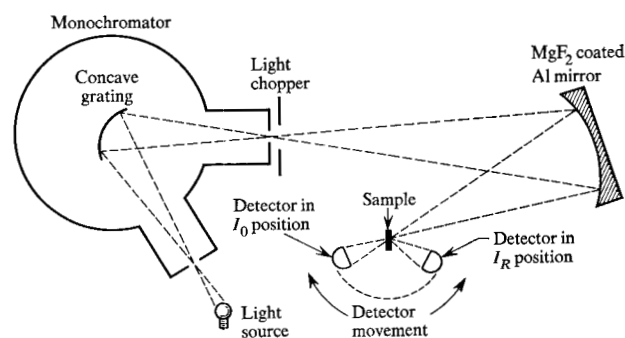 Monochromator
Concave
grating
Light
chopper
MgF₂ coated
Al mirror
Sample
Detector in
I₀ position
Detector in
I_R position
Light
source
Detector
movement